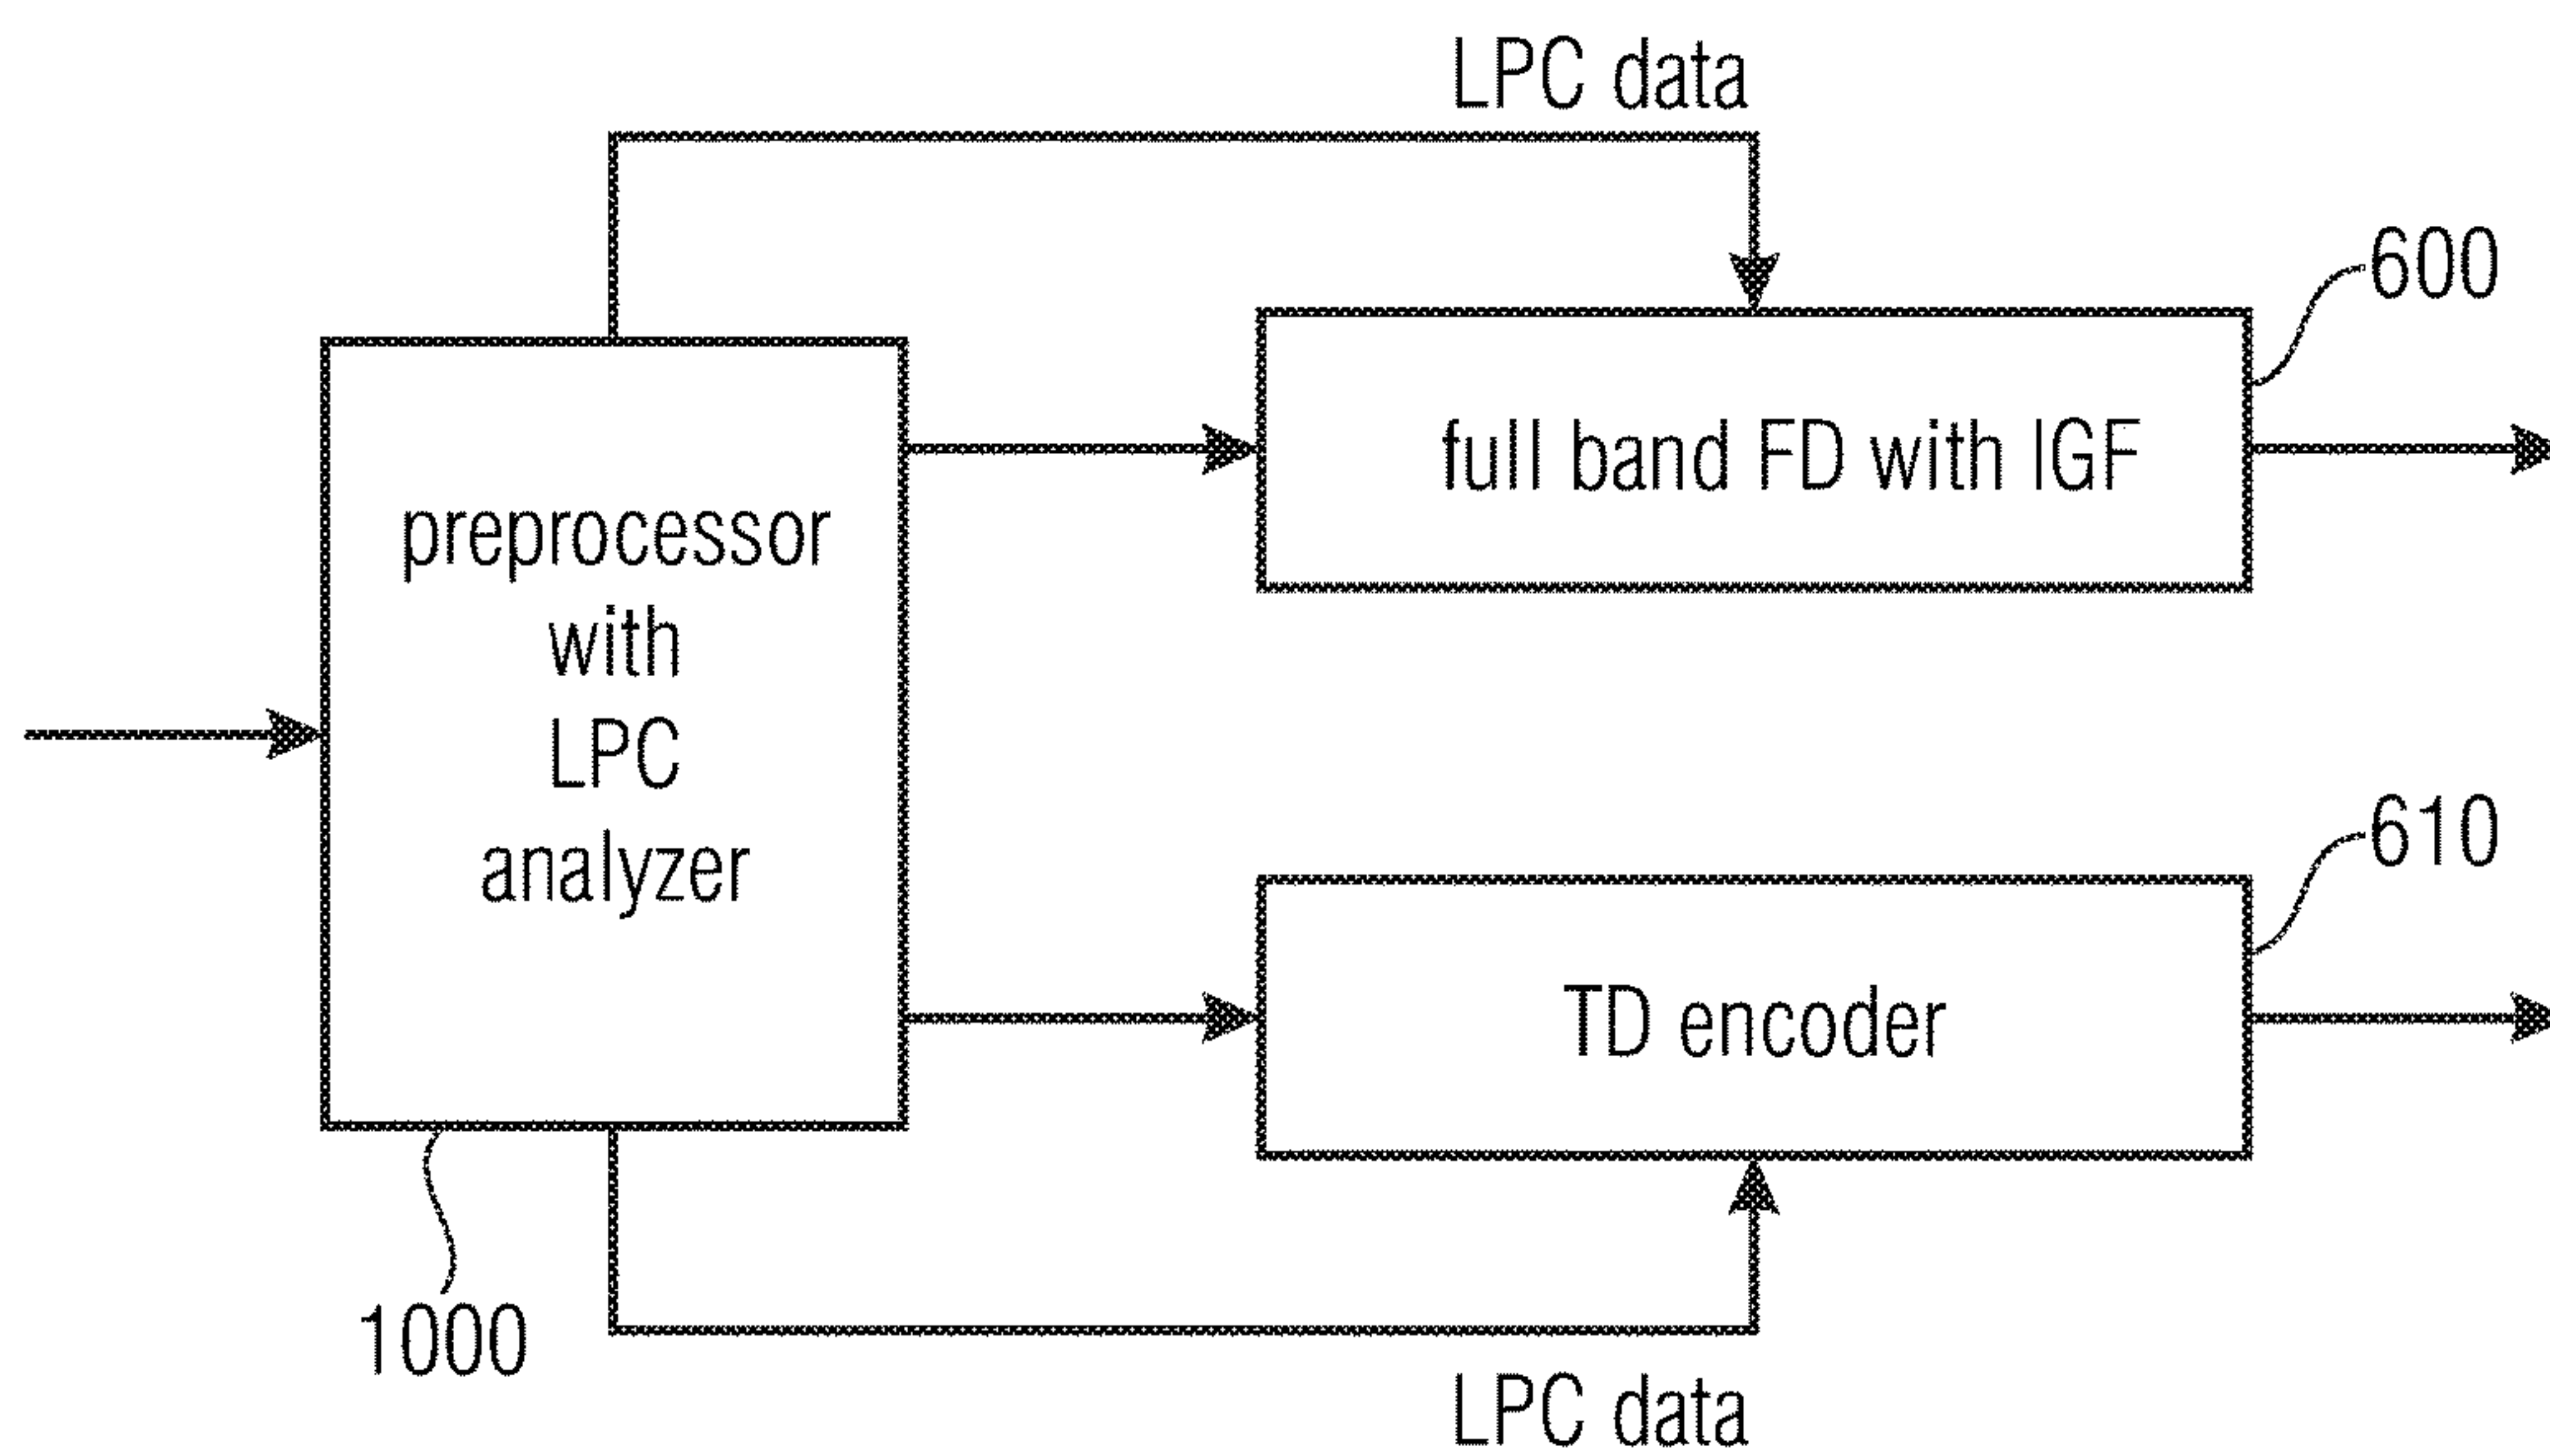 LPC data
600
full band FD with IGF
preprocessor
with
LPC
analyzer
610
TD encoder
1000
LPC data